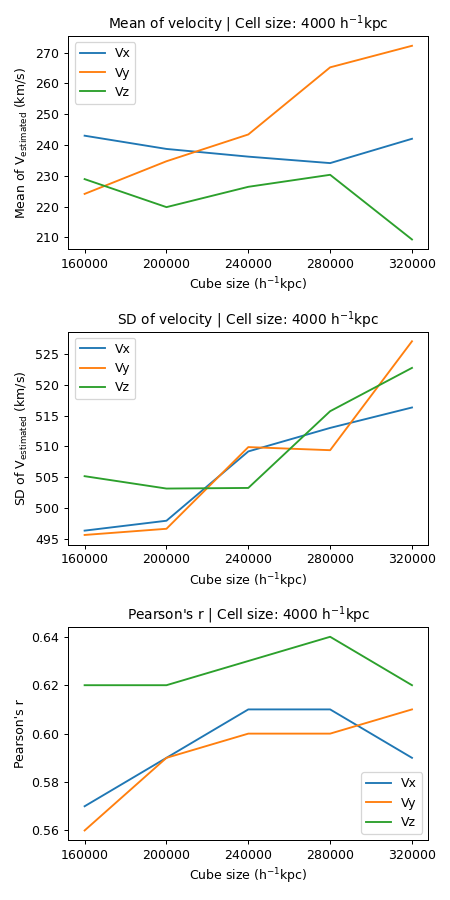 Mean of velocity | Cell size: 4000 h⁻¹kpc
Mean of V_estimated (km/s)
270
260
250
240
230
220
210
Vx
Vy
Vz
160000 200000 240000 280000 320000
Cube size (h⁻¹kpc)
SD of velocity | Cell size: 4000 h⁻¹kpc
SD of V_estimated (km/s)
525
520
515
510
505
500
495
Vx
Vy
Vz
160000 200000 240000 280000 320000
Cube size (h⁻¹kpc)
Pearson's r | Cell size: 4000 h⁻¹kpc
Pearson's r
0.64
0.62
0.60
0.58
0.56
Vx
Vy
Vz
160000 200000 240000 280000 320000
Cube size (h⁻¹kpc)